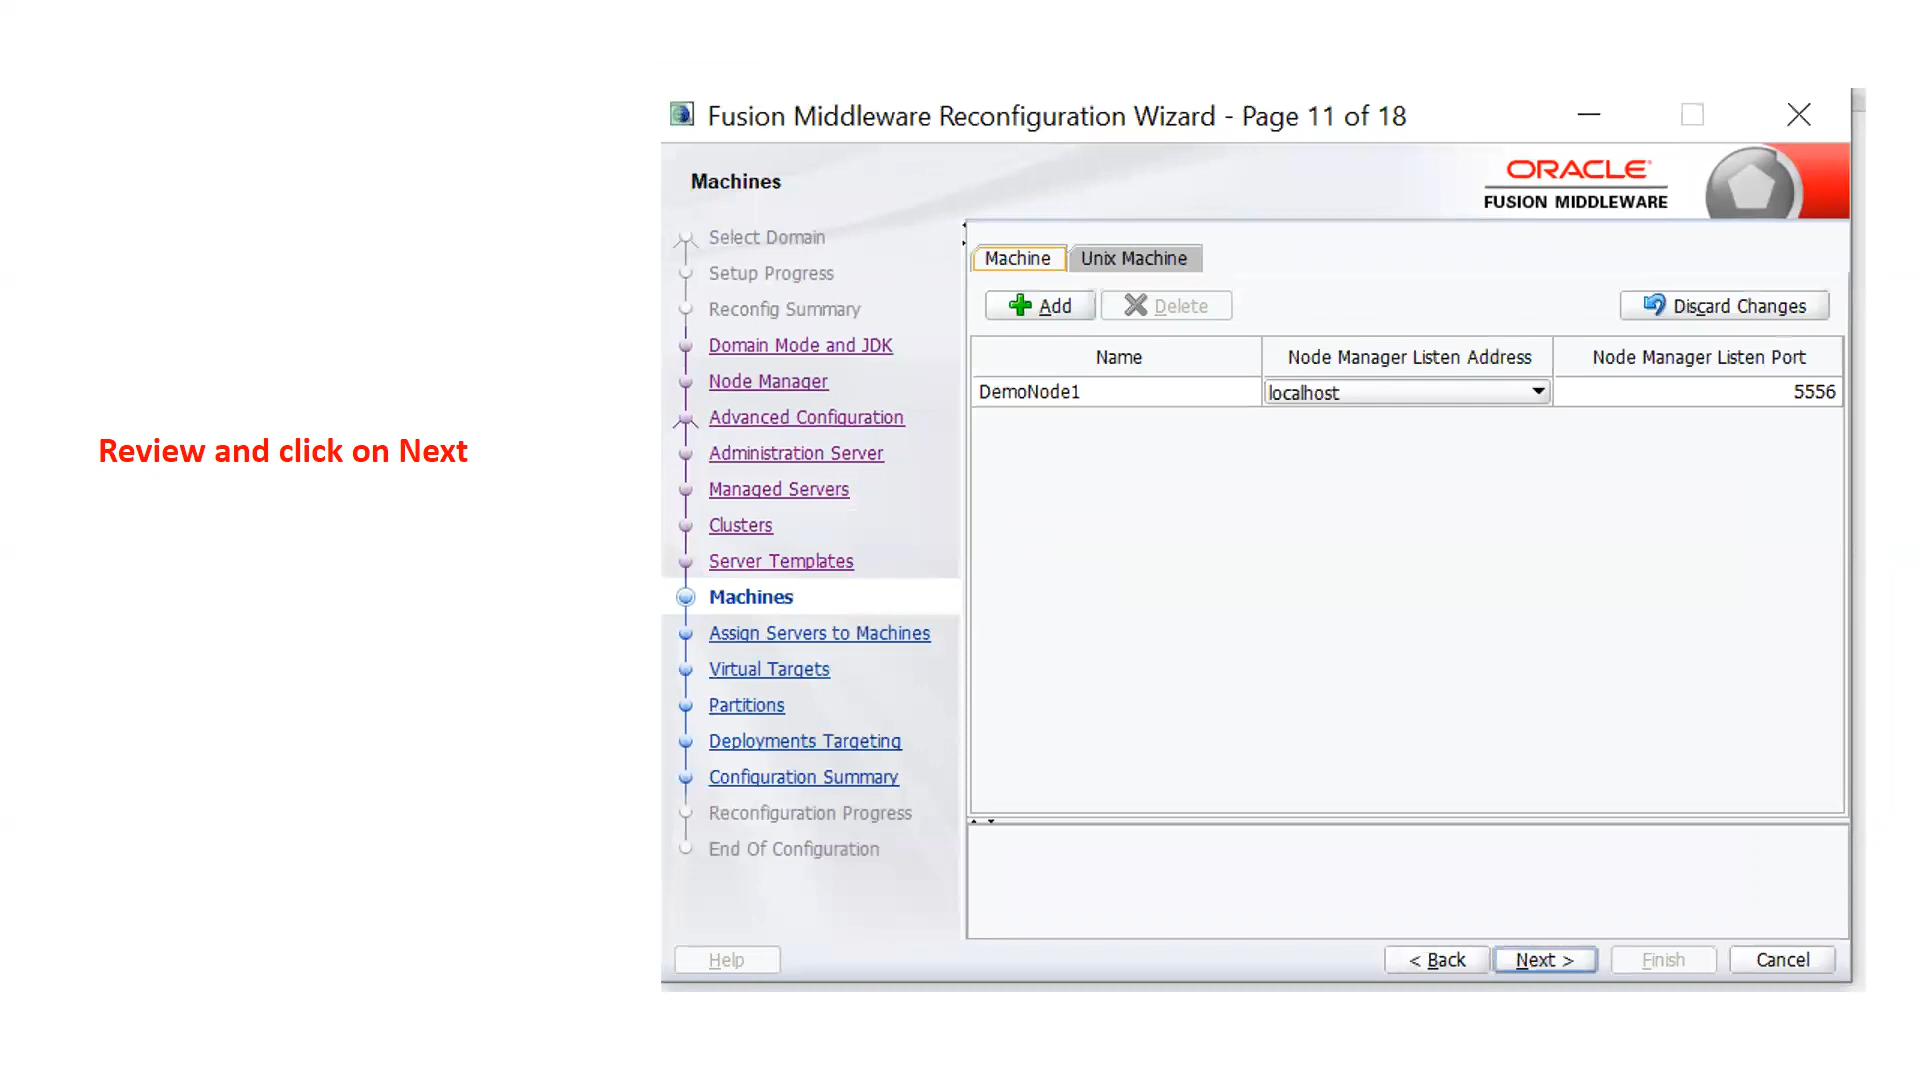 Review and click on Next
Fusion Middleware Reconfiguration Wizard - Page 11 of 18
Machines
ORACLE
FUSION MIDDLEWARE
Select Domain
Setup Progress
Reconfig Summary
Domain Mode and JDK
Node Manager
Advanced Configuration
Administration Server
Managed Servers
Clusters
Server Templates
Machines
Assign Servers to Machines
Virtual Targets
Partitions
Deployments Targeting
Configuration Summary
Reconfiguration Progress
End Of Configuration
Machine Unix Machine
Add Delete Discard Changes
Name Node Manager Listen Address Node Manager Listen Port
DemoNode1 localhost 5556
Help < Back Next > Finish Cancel